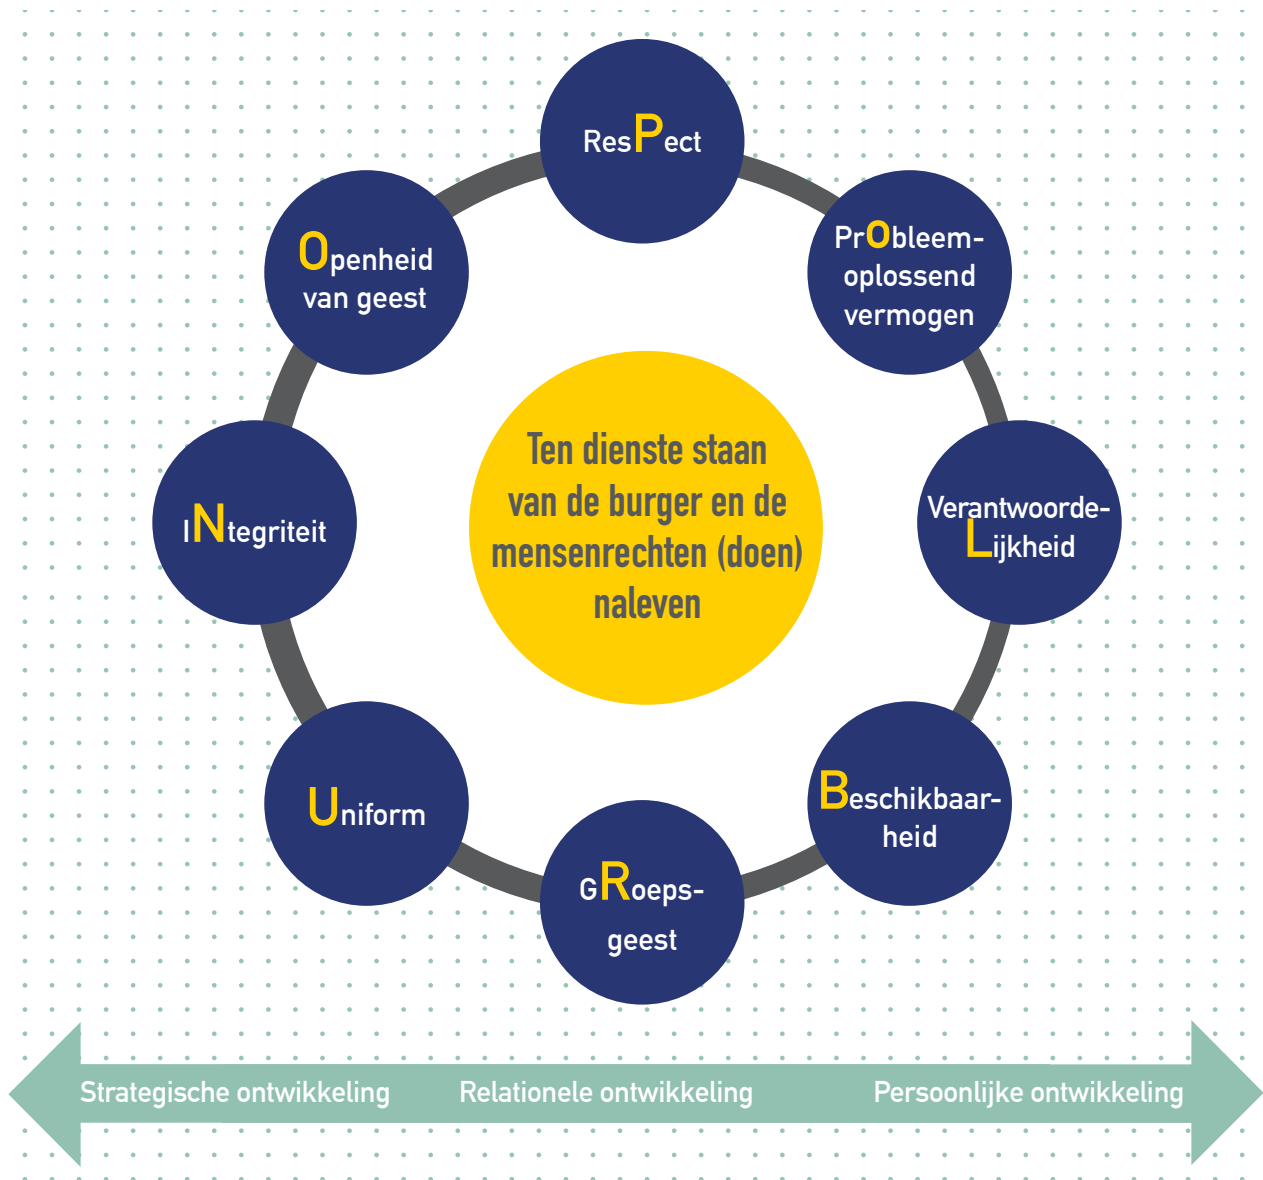 ResPect
PrObleem-
oplossend
vermogen
Verantwoorde-
Lijkheid
Beschikbaar-
heid
GRoeps-
geest
Uniform
INtegriteit
Openheid
van geest
Ten dienste staan
van de burger en de
mensenrechten (doen)
naleven
Strategische ontwikkeling
Relationele ontwikkeling
Persoonlijke ontwikkeling